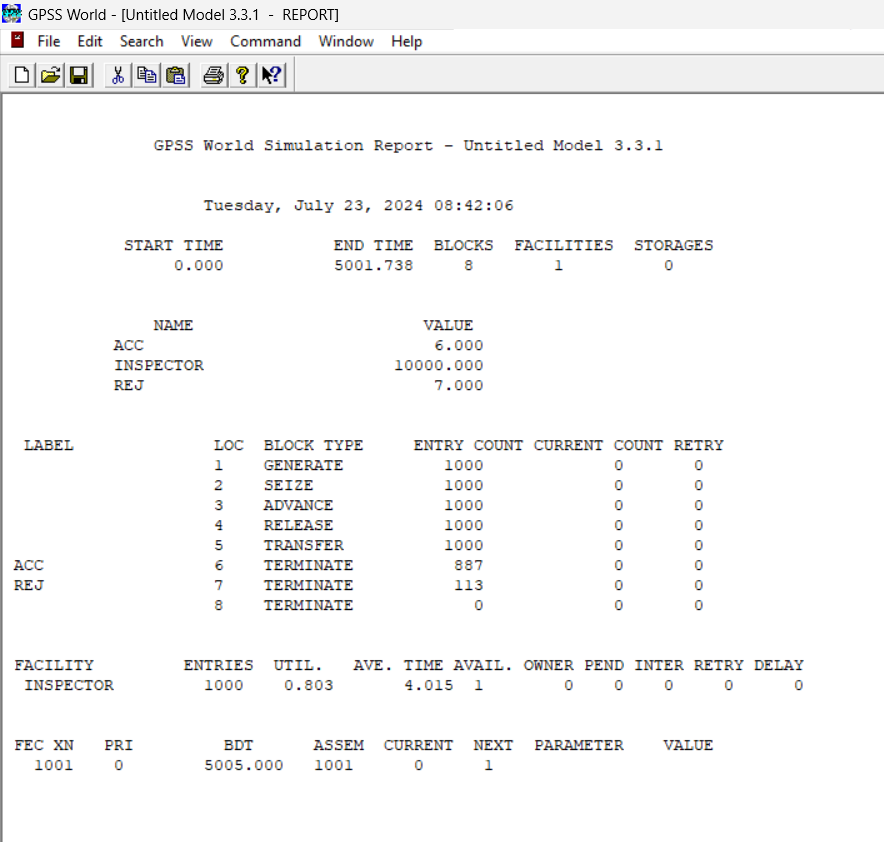 GPSS World - [Untitled Model 3.3.1 - REPORT]
File Edit Search View Command Window Help
GPSS World Simulation Report - Untitled Model 3.3.1
Tuesday, July 23, 2024 08:42:06
START TIME END TIME BLOCKS FACILITIES STORAGES
0.000 5001.738 8 1 0
NAME VALUE
ACC 6.000
INSPECTOR 10000.000
REJ 7.000
LABEL LOC BLOCK TYPE ENTRY COUNT CURRENT COUNT RETRY
1 GENERATE 1000 0 0
2 SEIZE 1000 0 0
3 ADVANCE 1000 0 0
4 RELEASE 1000 0 0
5 TRANSFER 1000 0 0
ACC 6 TERMINATE 887 0 0
REJ 7 TERMINATE 113 0 0
8 TERMINATE 0 0 0
FACILITY ENTRIES UTIL. AVE. TIME AVAIL. OWNER PEND INTER RETRY DELAY
INSPECTOR 1000 0.803 4.015 1 0 0 0 0 0
FEC XN PRI BDT ASSEM CURRENT NEXT PARAMETER VALUE
1001 0 5005.000 1001 0 1